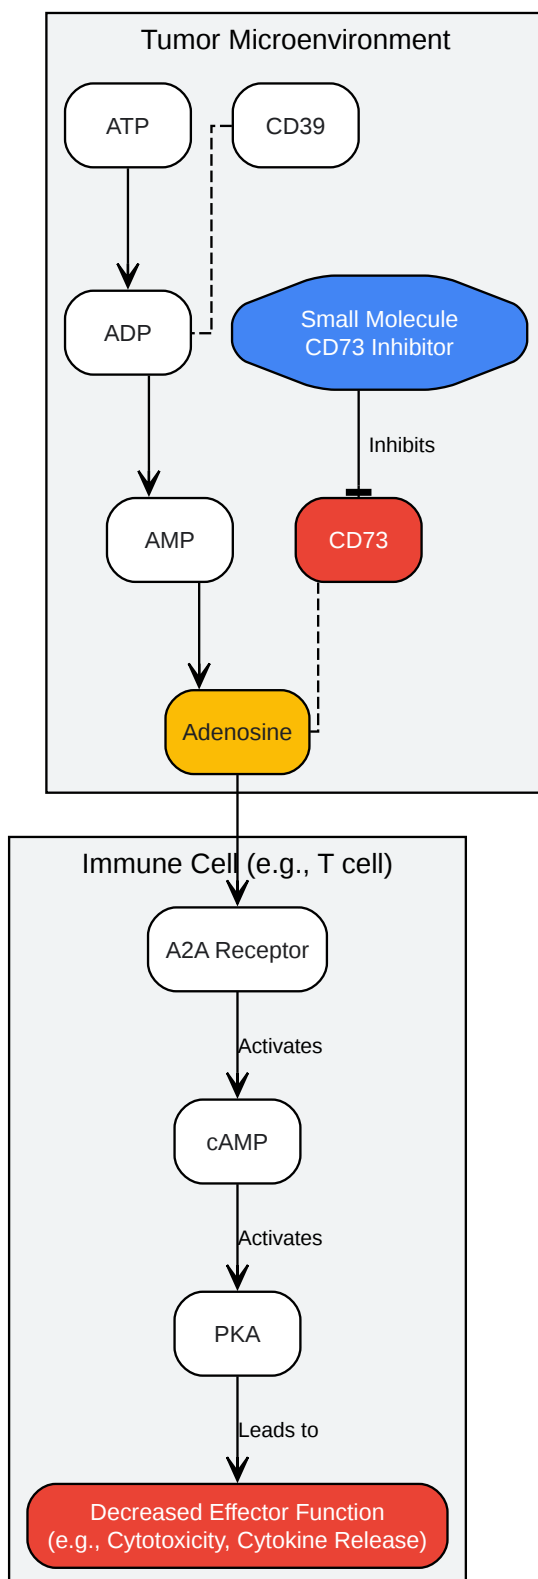 Tumor Microenvironment
ATP
CD39
ADP
Small Molecule
CD73 Inhibitor
Inhibits
AMP
CD73
Adenosine
Immune Cell (e.g., T cell)
A2A Receptor
Activates
cAMP
Activates
PKA
Leads to
Decreased Effector Function
(e.g., Cytotoxicity, Cytokine Release)